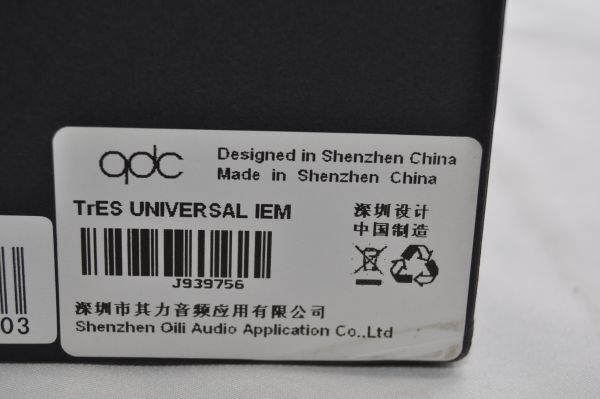 qdc
Designed in Shenzhen China
Made in Shenzhen China
TrES UNIVERSAL IEM
深圳设计
中国制造
J939756
03
深圳市其力音频应用有限公司
Shenzhen Qili Audio Application Co.,Ltd